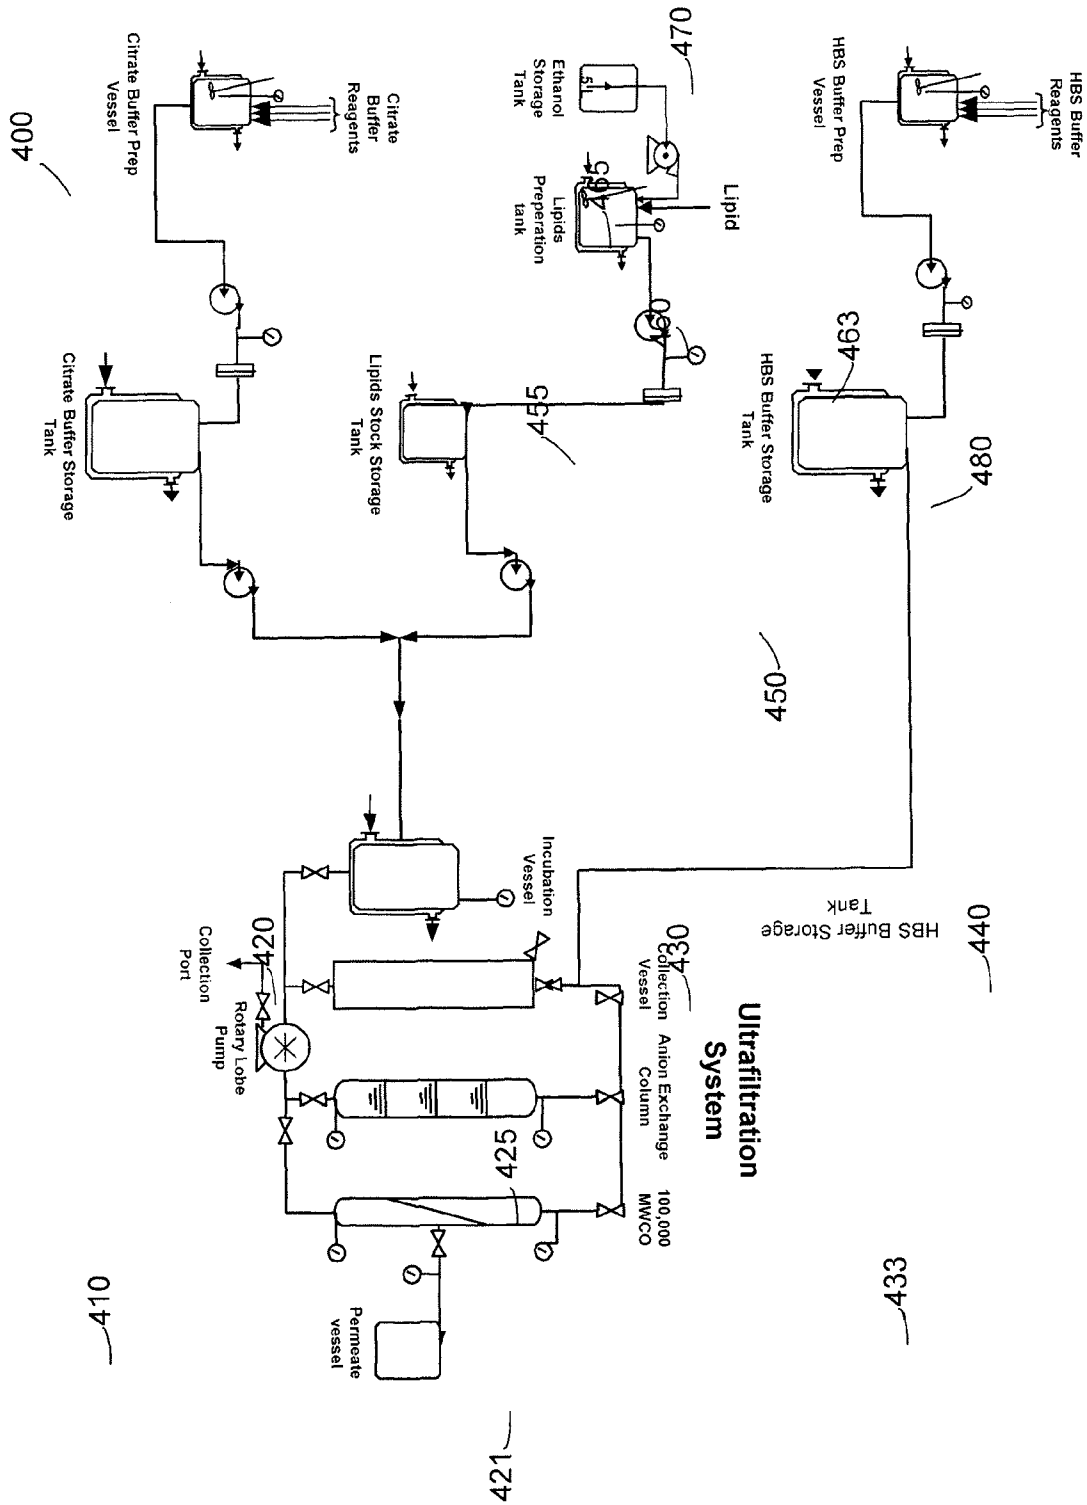 HBS Buffer
Reagents
HBS Buffer Prep
Vessel
470
Ethanol
Storage
Tank
5L
Lipid
465
Lipids
Preperation
tank
Citrate
Buffer
Reagents
Citrate Buffer Prep
Vessel
400
480
463
HBS Buffer Storage
Tank
460
455
Lipids Stock Storage
Tank
Citrate Buffer Storage
Tank
450
440
HBS Buffer Storage
Tank
Incubation
Vessel
Ultrafiltration
System
430
Collection
Vessel
Anion Exchange
Column
100,000
MWCO
420
Collection
Port
Rotary Lobe
Pump
425
433
Permeate
vessel
410
421